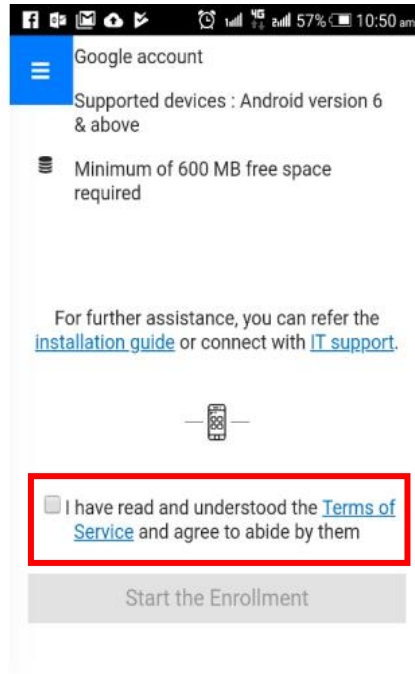 4G 57% 10:50 am
Google account
Supported devices : Android version 6
& above
Minimum of 600 MB free space
required
For further assistance, you can refer the
installation guide or connect with IT support.
I have read and understood the Terms of
Service and agree to abide by them
Start the Enrollment